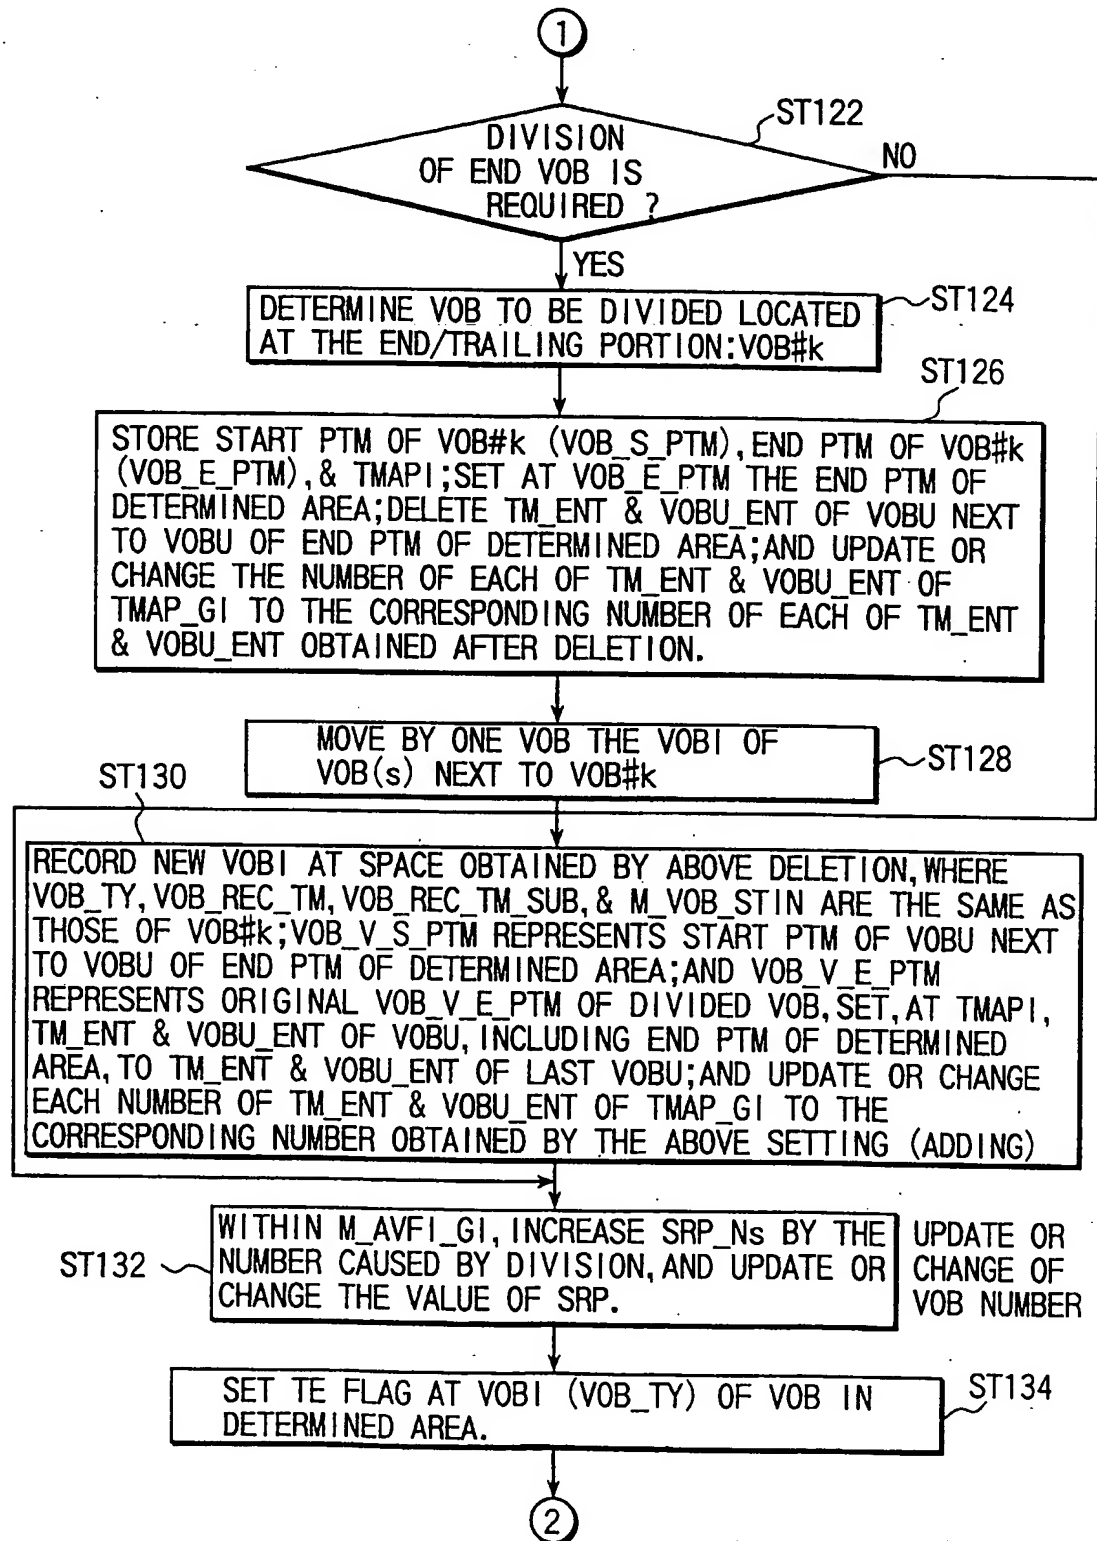 1
ST122
DIVISION
OF END VOB IS
REQUIRED ?
NO
YES
ST124
DETERMINE VOB TO BE DIVIDED LOCATED
AT THE END/TRAILING PORTION:VOB#k
ST126
STORE START PTM OF VOB#k (VOB_S_PTM), END PTM OF VOB#k
(VOB_E_PTM), & TMAPI;SET AT VOB_E_PTM THE END PTM OF
DETERMINED AREA;DELETE TM_ENT & VOBU_ENT OF VOBU NEXT
TO VOBU OF END PTM OF DETERMINED AREA;AND UPDATE OR
CHANGE THE NUMBER OF EACH OF TM_ENT & VOBU_ENT OF
TMAP_GI TO THE CORRESPONDING NUMBER OF EACH OF TM_ENT
& VOBU_ENT OBTAINED AFTER DELETION.
MOVE BY ONE VOB THE VOBI OF
VOB(s) NEXT TO VOB#k
ST128
ST130
RECORD NEW VOBI AT SPACE OBTAINED BY ABOVE DELETION, WHERE
VOB_TY, VOB_REC_TM, VOB_REC_TM_SUB, & M_VOB_STIN ARE THE SAME AS
THOSE OF VOB#k;VOB_V_S_PTM REPRESENTS START PTM OF VOBU NEXT
TO VOBU OF END PTM OF DETERMINED AREA;AND VOB_V_E_PTM
REPRESENTS ORIGINAL VOB_V_E_PTM OF DIVIDED VOB, SET, AT TMAPI,
TM_ENT & VOBU_ENT OF VOBU, INCLUDING END PTM OF DETERMINED
AREA, TO TM_ENT & VOBU_ENT OF LAST VOBU;AND UPDATE OR CHANGE
EACH NUMBER OF TM_ENT & VOBU_ENT OF TMAP_GI TO THE
CORRESPONDING NUMBER OBTAINED BY THE ABOVE SETTING (ADDING)
WITHIN M_AVFI_GI, INCREASE SRP_Ns BY THE
NUMBER CAUSED BY DIVISION, AND UPDATE OR
CHANGE THE VALUE OF SRP.
ST132
UPDATE OR
CHANGE OF
VOB NUMBER
SET TE FLAG AT VOBI (VOB_TY) OF VOB IN
DETERMINED AREA.
ST134
2